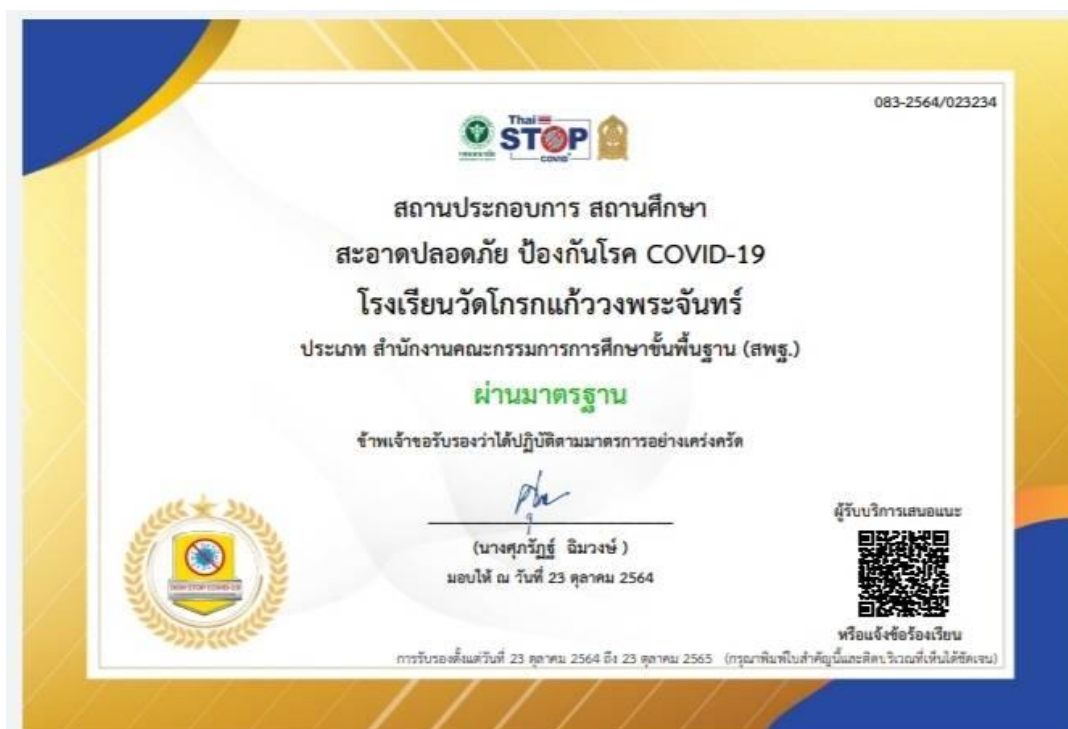 083-2564/023234
Thai
STOP
COVID
สถานประกอบการ สถานศึกษา
สะอาดปลอดภัย ป้องกันโรค COVID-19
โรงเรียนวัดโกรกแก้ววงพระจันทร์
ประเภท สำนักงานคณะกรรมการการศึกษาขั้นพื้นฐาน (สพฐ.)
ผ่านมาตรฐาน
ข้าพเจ้าขอรับรองว่าได้ปฏิบัติตามมาตรการอย่างเคร่งครัด
(นางศุภรัฏฐ์ ฉิมวงษ์ )
มอบให้ ณ วันที่ 23 ตุลาคม 2564
ผู้รับบริการเสนอแนะ
หรือแจ้งข้อร้องเรียน
การรับรองตั้งแต่วันที่ 23 ตุลาคม 2564 ถึง 23 ตุลาคม 2565 (กรุณาพิมพ์ใบสำคัญนี้และติดบริเวณที่เห็นได้ชัดเจน)